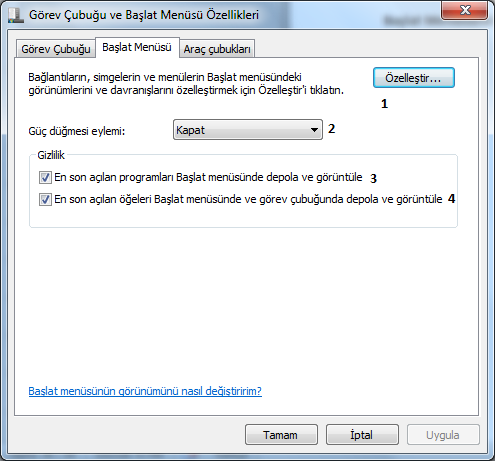 Görev Çubuğu ve Başlat Menüsü Özellikleri
Görev Çubuğu Başlat Menüsü Araç çubukları
Bağlantıların, simgelerin ve menülerin Başlat menüsündeki
görünümlerini ve davranışlarını özelleştirmek için Özelleştir'i tıklatın.
Özelleştir...
1
Güç düğmesi eylemi: Kapat 2
Gizlilik
En son açılan programları Başlat menüsünde depola ve görüntüle 3
En son açılan öğeleri Başlat menüsünde ve görev çubuğunda depola ve görüntüle 4
Başlat menüsünün görünümünü nasıl değiştiririm?
Tamam İptal Uygula